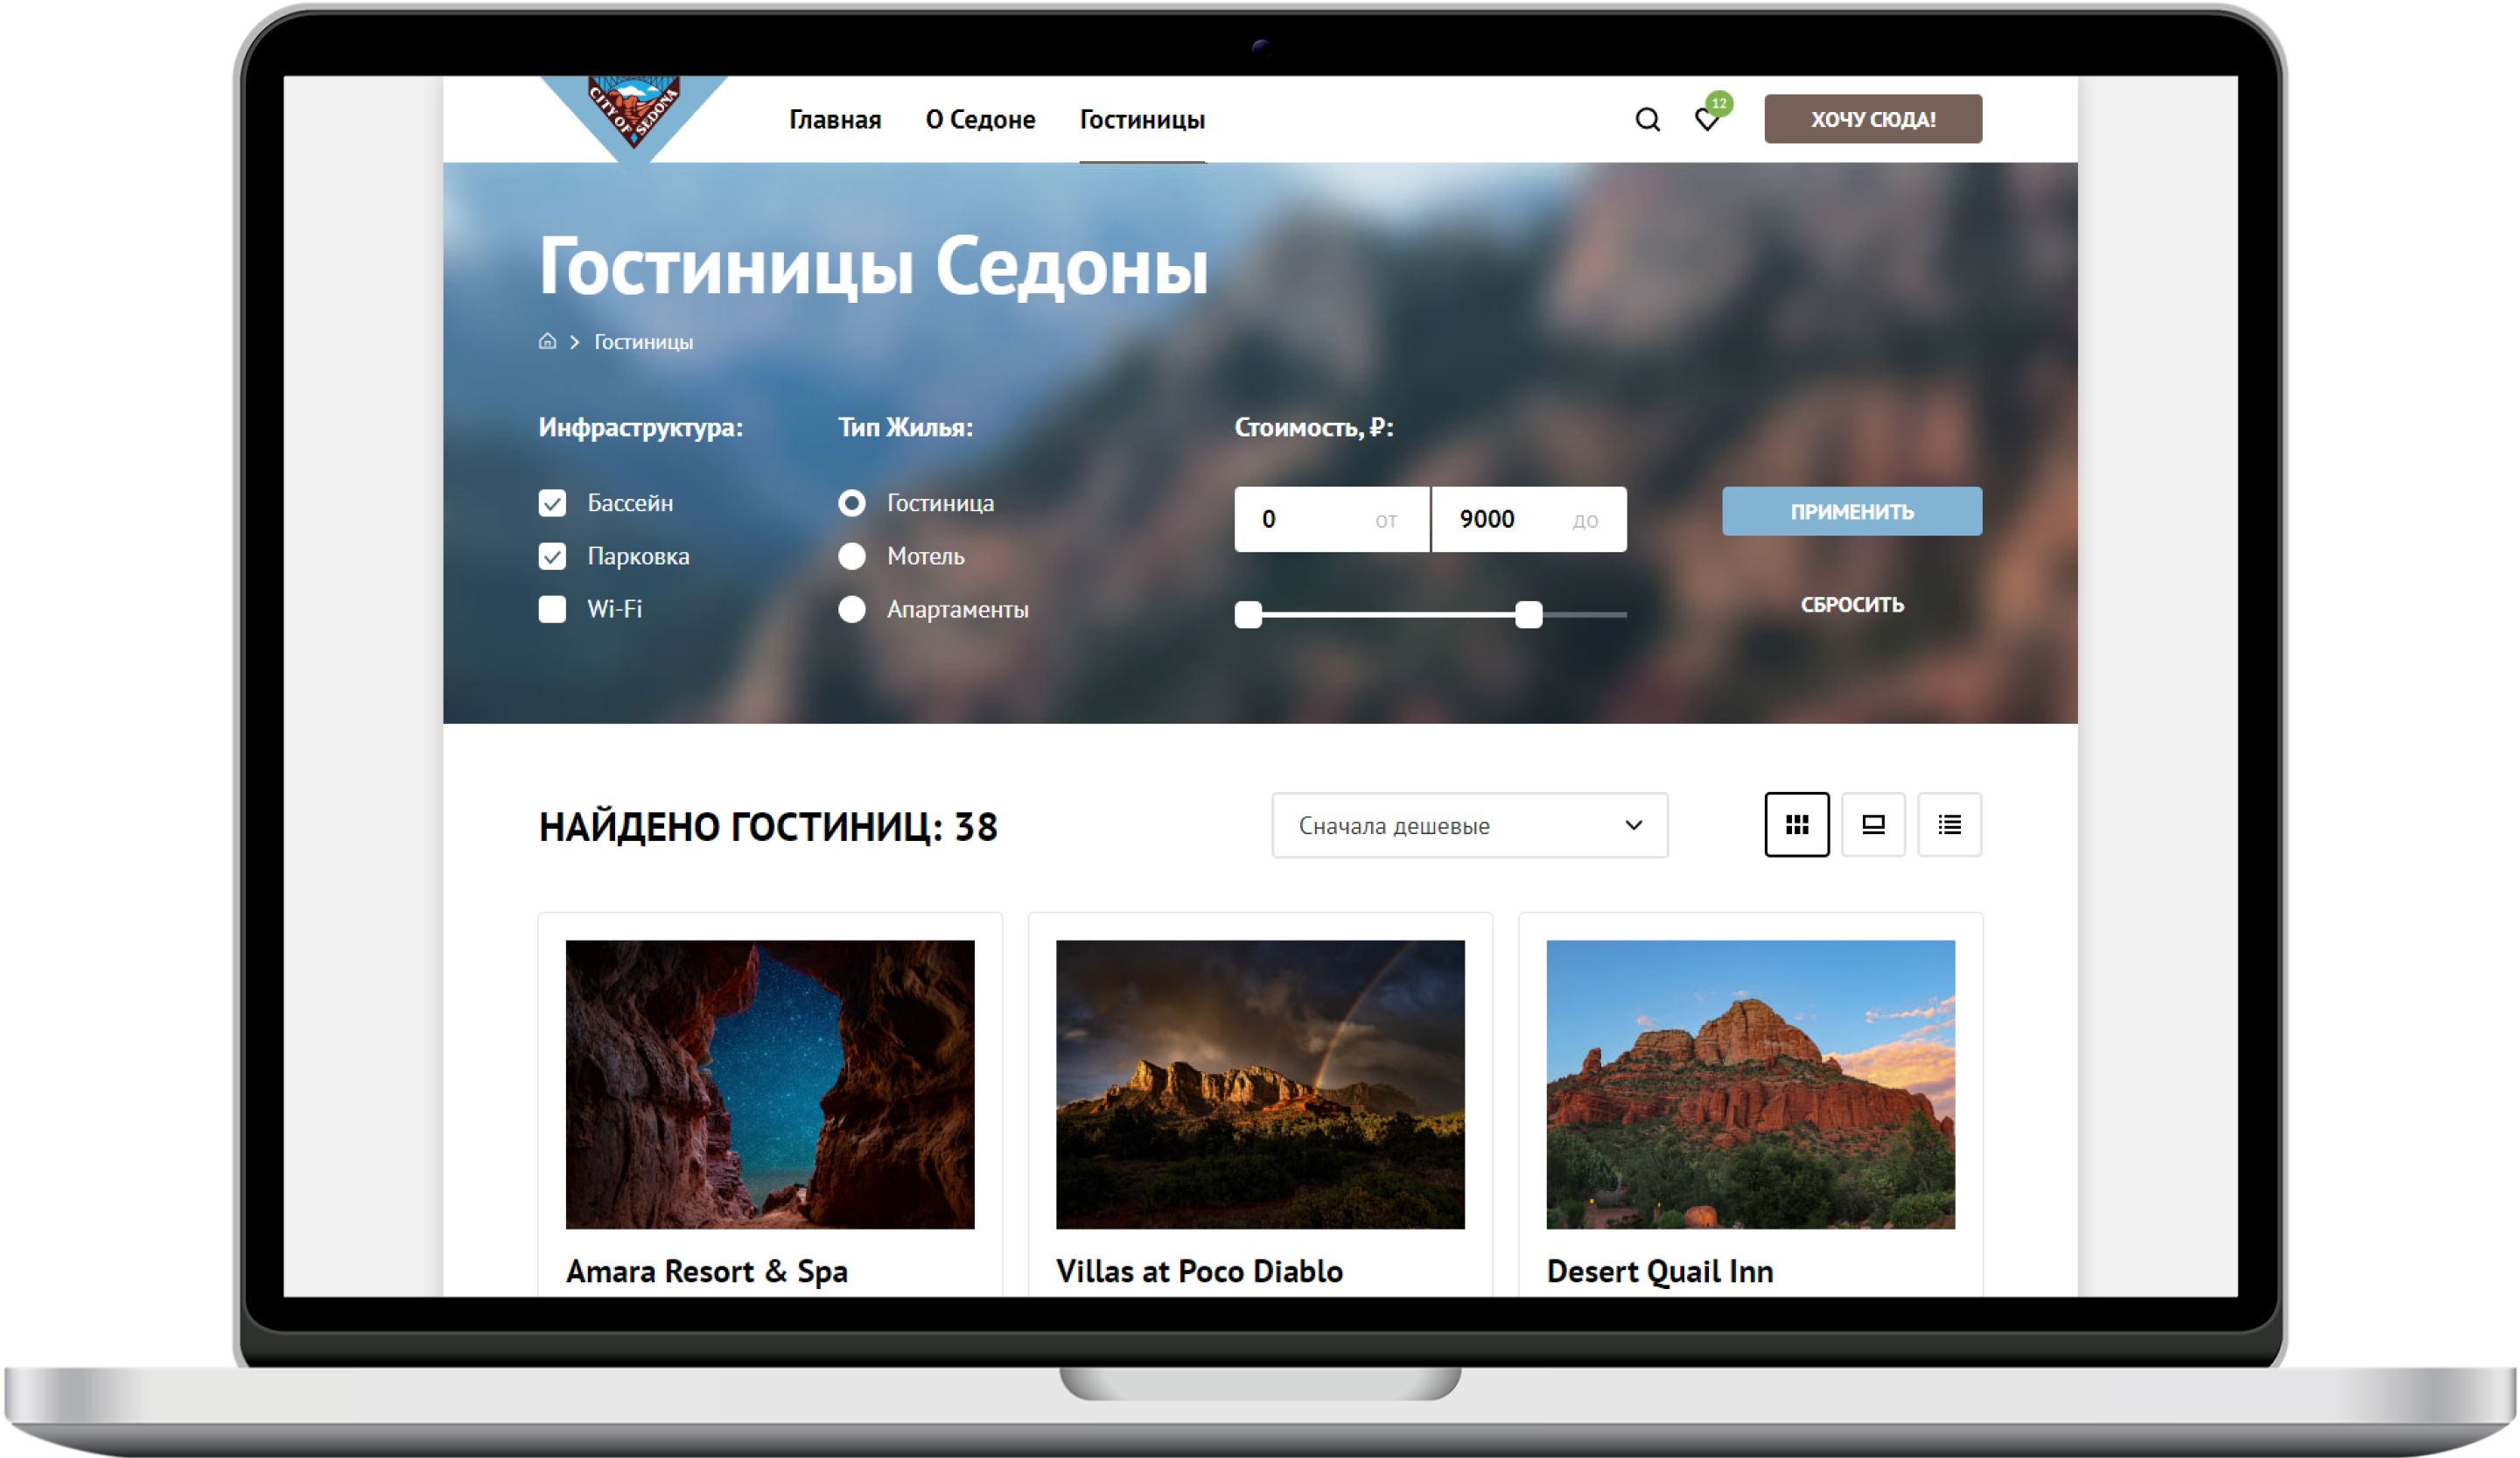 CITY OF SEDONA
Главная О Седоне Гостиницы
12
ХОЧУ СЮДА!
Гостиницы Седоны
Гостиницы
Инфраструктура: Тип Жилья: Стоимость, ₽:
Бассейн Гостиница 0 от 9000 до ПРИМЕНИТЬ
Парковка Мотель
Wi-Fi Апартаменты СБРОСИТЬ
НАЙДЕНО ГОСТИНИЦ: 38 Сначала дешевые
Amara Resort & Spa Villas at Poco Diablo Desert Quail Inn